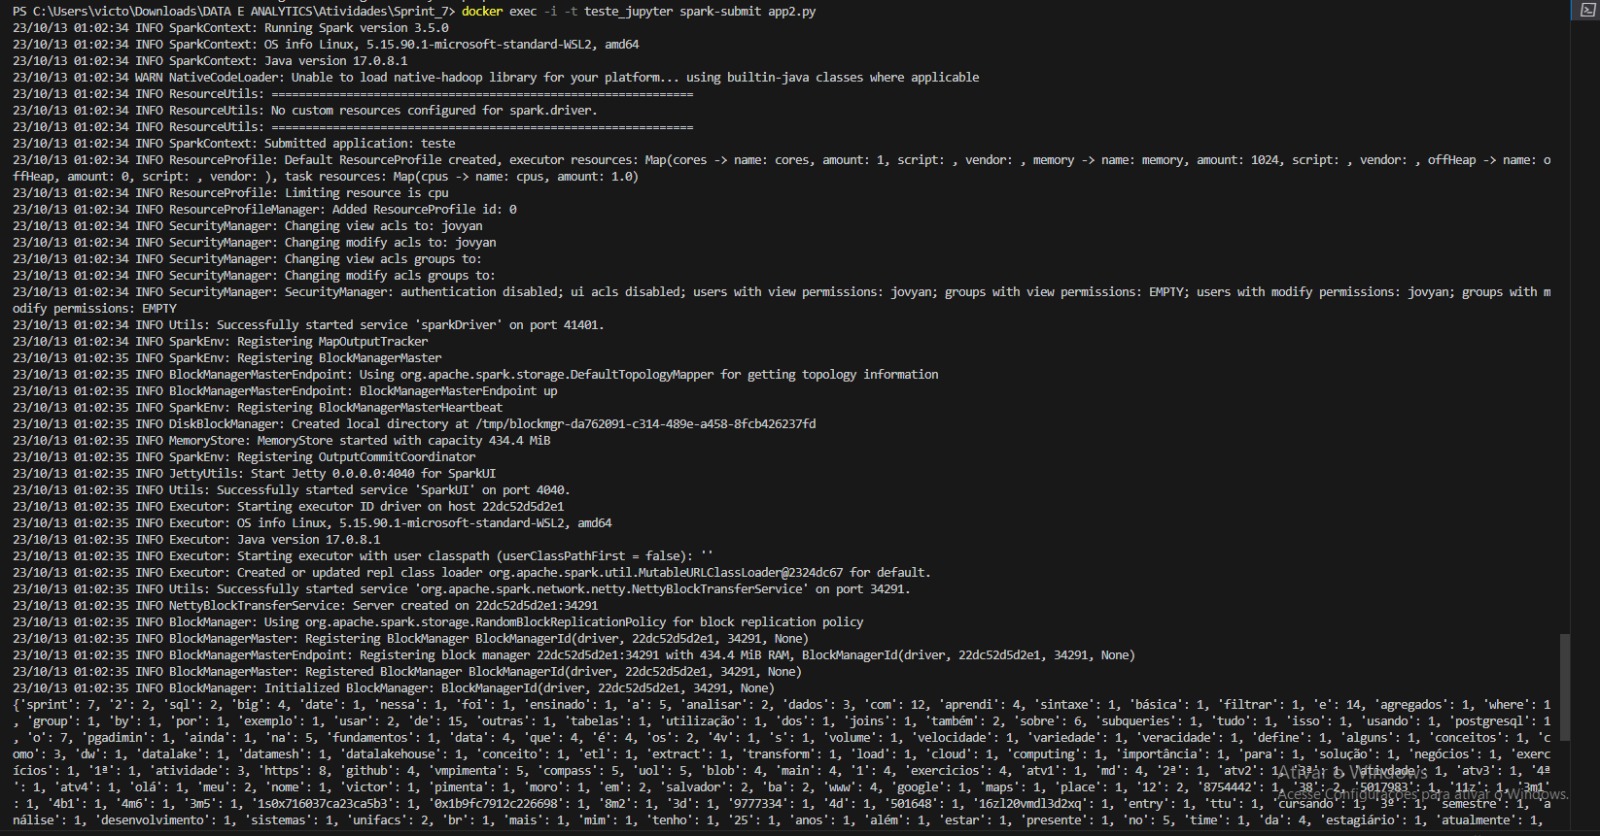 PS C:\Users\victo\Downloads\DATA E ANALYTICS\Atividades\Sprint_7> docker exec -i -t teste_jupyter spark-submit app2.py
23/10/13 01:02:34 INFO SparkContext: Running Spark version 3.5.0
23/10/13 01:02:34 INFO SparkContext: OS info Linux, 5.15.90.1-microsoft-standard-WSL2, amd64
23/10/13 01:02:34 INFO SparkContext: Java version 17.0.8.1
23/10/13 01:02:34 WARN NativeCodeLoader: Unable to load native-hadoop library for your platform... using builtin-java classes where applicable
23/10/13 01:02:34 INFO ResourceUtils: ==============================================================
23/10/13 01:02:34 INFO ResourceUtils: No custom resources configured for spark.driver.
23/10/13 01:02:34 INFO ResourceUtils: ==============================================================
23/10/13 01:02:34 INFO SparkContext: Submitted application: teste
23/10/13 01:02:34 INFO ResourceProfile: Default ResourceProfile created, executor resources: Map(cores -> name: cores, amount: 1, script: , vendor: , memory -> name: memory, amount: 1024, script: , vendor: , offHeap -> name: o
ffHeap, amount: 0, script: , vendor: ), task resources: Map(cpus -> name: cpus, amount: 1.0)
23/10/13 01:02:34 INFO ResourceProfile: Limiting resource is cpu
23/10/13 01:02:34 INFO ResourceProfileManager: Added ResourceProfile id: 0
23/10/13 01:02:34 INFO SecurityManager: Changing view acls to: jovyan
23/10/13 01:02:34 INFO SecurityManager: Changing modify acls to: jovyan
23/10/13 01:02:34 INFO SecurityManager: Changing view acls groups to:
23/10/13 01:02:34 INFO SecurityManager: Changing modify acls groups to:
23/10/13 01:02:34 INFO SecurityManager: SecurityManager: authentication disabled; ui acls disabled; users with view permissions: jovyan; groups with view permissions: EMPTY; users with modify permissions: jovyan; groups with m
odify permissions: EMPTY
23/10/13 01:02:34 INFO Utils: Successfully started service 'sparkDriver' on port 41401.
23/10/13 01:02:34 INFO SparkEnv: Registering MapOutputTracker
23/10/13 01:02:35 INFO SparkEnv: Registering BlockManagerMaster
23/10/13 01:02:35 INFO BlockManagerMasterEndpoint: Using org.apache.spark.storage.DefaultTopologyMapper for getting topology information
23/10/13 01:02:35 INFO BlockManagerMasterEndpoint: BlockManagerMasterEndpoint up
23/10/13 01:02:35 INFO SparkEnv: Registering BlockManagerMasterHeartbeat
23/10/13 01:02:35 INFO DiskBlockManager: Created local directory at /tmp/blockmgr-da762091-c314-489e-a458-8fcb426237fd
23/10/13 01:02:35 INFO MemoryStore: MemoryStore started with capacity 434.4 MiB
23/10/13 01:02:35 INFO SparkEnv: Registering OutputCommitCoordinator
23/10/13 01:02:35 INFO JettyUtils: Start Jetty 0.0.0.0:4040 for SparkUI
23/10/13 01:02:35 INFO Utils: Successfully started service 'SparkUI' on port 4040.
23/10/13 01:02:35 INFO Executor: Starting executor ID driver on host 22dc52d5d2e1
23/10/13 01:02:35 INFO Executor: OS info Linux, 5.15.90.1-microsoft-standard-WSL2, amd64
23/10/13 01:02:35 INFO Executor: Java version 17.0.8.1
23/10/13 01:02:35 INFO Executor: Starting executor with user classpath (userClassPathFirst = false): ''
23/10/13 01:02:35 INFO Executor: Created or updated repl class loader org.apache.spark.util.MutableURLClassLoader@2324dc67 for default.
23/10/13 01:02:35 INFO Utils: Successfully started service 'org.apache.spark.network.netty.NettyBlockTransferService' on port 34291.
23/10/13 01:02:35 INFO NettyBlockTransferService: Server created on 22dc52d5d2e1:34291
23/10/13 01:02:35 INFO BlockManager: Using org.apache.spark.storage.RandomBlockReplicationPolicy for block replication policy
23/10/13 01:02:35 INFO BlockManagerMaster: Registering BlockManager BlockManagerId(driver, 22dc52d5d2e1, 34291, None)
23/10/13 01:02:35 INFO BlockManagerMasterEndpoint: Registering block manager 22dc52d5d2e1:34291 with 434.4 MiB RAM, BlockManagerId(driver, 22dc52d5d2e1, 34291, None)
23/10/13 01:02:35 INFO BlockManagerMaster: Registered BlockManager BlockManagerId(driver, 22dc52d5d2e1, 34291, None)
23/10/13 01:02:35 INFO BlockManager: Initialized BlockManager: BlockManagerId(driver, 22dc52d5d2e1, 34291, None)
{'sprint': 7, '2': 2, 'sql': 2, 'big': 4, 'date': 1, 'nessa': 1, 'foi': 1, 'ensinado': 1, 'a': 5, 'analisar': 2, 'dados': 3, 'com': 12, 'aprendi': 4, 'sintaxe': 1, 'básica': 1, 'filtrar': 1, 'e': 14, 'agregados': 1, 'where': 1
, 'group': 1, 'by': 1, 'por': 1, 'exemplo': 1, 'usar': 2, 'de': 15, 'outras': 1, 'tabelas': 1, 'utilização': 1, 'dos': 1, 'joins': 1, 'também': 2, 'sobre': 6, 'subqueries': 1, 'tudo': 1, 'isso': 1, 'usando': 1, 'postgresql': 1
, 'o': 7, 'pgadimin': 1, 'ainda': 1, 'na': 5, 'fundamentos': 1, 'data': 4, 'que': 4, 'é': 4, 'os': 2, '4v': 1, 's': 1, 'volume': 1, 'velocidade': 1, 'variedade': 1, 'veracidade': 1, 'define': 1, 'alguns': 1, 'conceitos': 1, 'c
omo': 3, 'dw': 1, 'datalake': 1, 'datamesh': 1, 'datalakehouse': 1, 'conceito': 1, 'etl': 1, 'extract': 1, 'transform': 1, 'load': 1, 'cloud': 1, 'computing': 1, 'importância': 1, 'para': 1, 'solução': 1, 'negócios': 1, 'exerc
ícios': 1, '1ª': 1, 'atividade': 3, 'https': 8, 'github': 4, 'vmpimenta': 5, 'compass': 5, 'uol': 5, 'blob': 4, 'main': 4, '1': 4, 'exercicios': 4, 'atv1': 1, 'md': 4, '2ª': 1, 'atv2': 1, '3ª': 1, 'ativdade': 1, 'atv3': 1, '4ª
': 1, 'atv4': 1, 'olá': 1, 'meu': 2, 'nome': 1, 'victor': 1, 'pimenta': 1, 'moro': 1, 'em': 2, 'salvador': 2, 'ba': 2, 'www': 4, 'google': 1, 'maps': 1, 'place': 1, '12': 2, '8754442': 1, '38': 2, '5017983': 1, '11z': 1, '3m1
': 1, '4b1': 1, '4m6': 1, '3m5': 1, '1s0x716037ca23ca5b3': 1, '0x1b9fc7912c226698': 1, '8m2': 1, '3d': 1, '9777334': 1, '4d': 1, '501648': 1, '16zl20vmdl3d2xq': 1, 'entry': 1, 'ttu': 1, 'cursando': 1, '3º': 1, 'semestre': 1, 'a
nálise': 1, 'desenvolvimento': 1, 'sistemas': 1, 'unifacs': 2, 'br': 1, 'mais': 1, 'mim': 1, 'tenho': 1, '25': 1, 'anos': 1, 'além': 1, 'estar': 1, 'presente': 1, 'no': 5, 'time': 1, 'da': 4, 'estagiário': 1, 'atualmente': 1,
Ativar o Windows
Acesse Configurações para ativar o Windows.